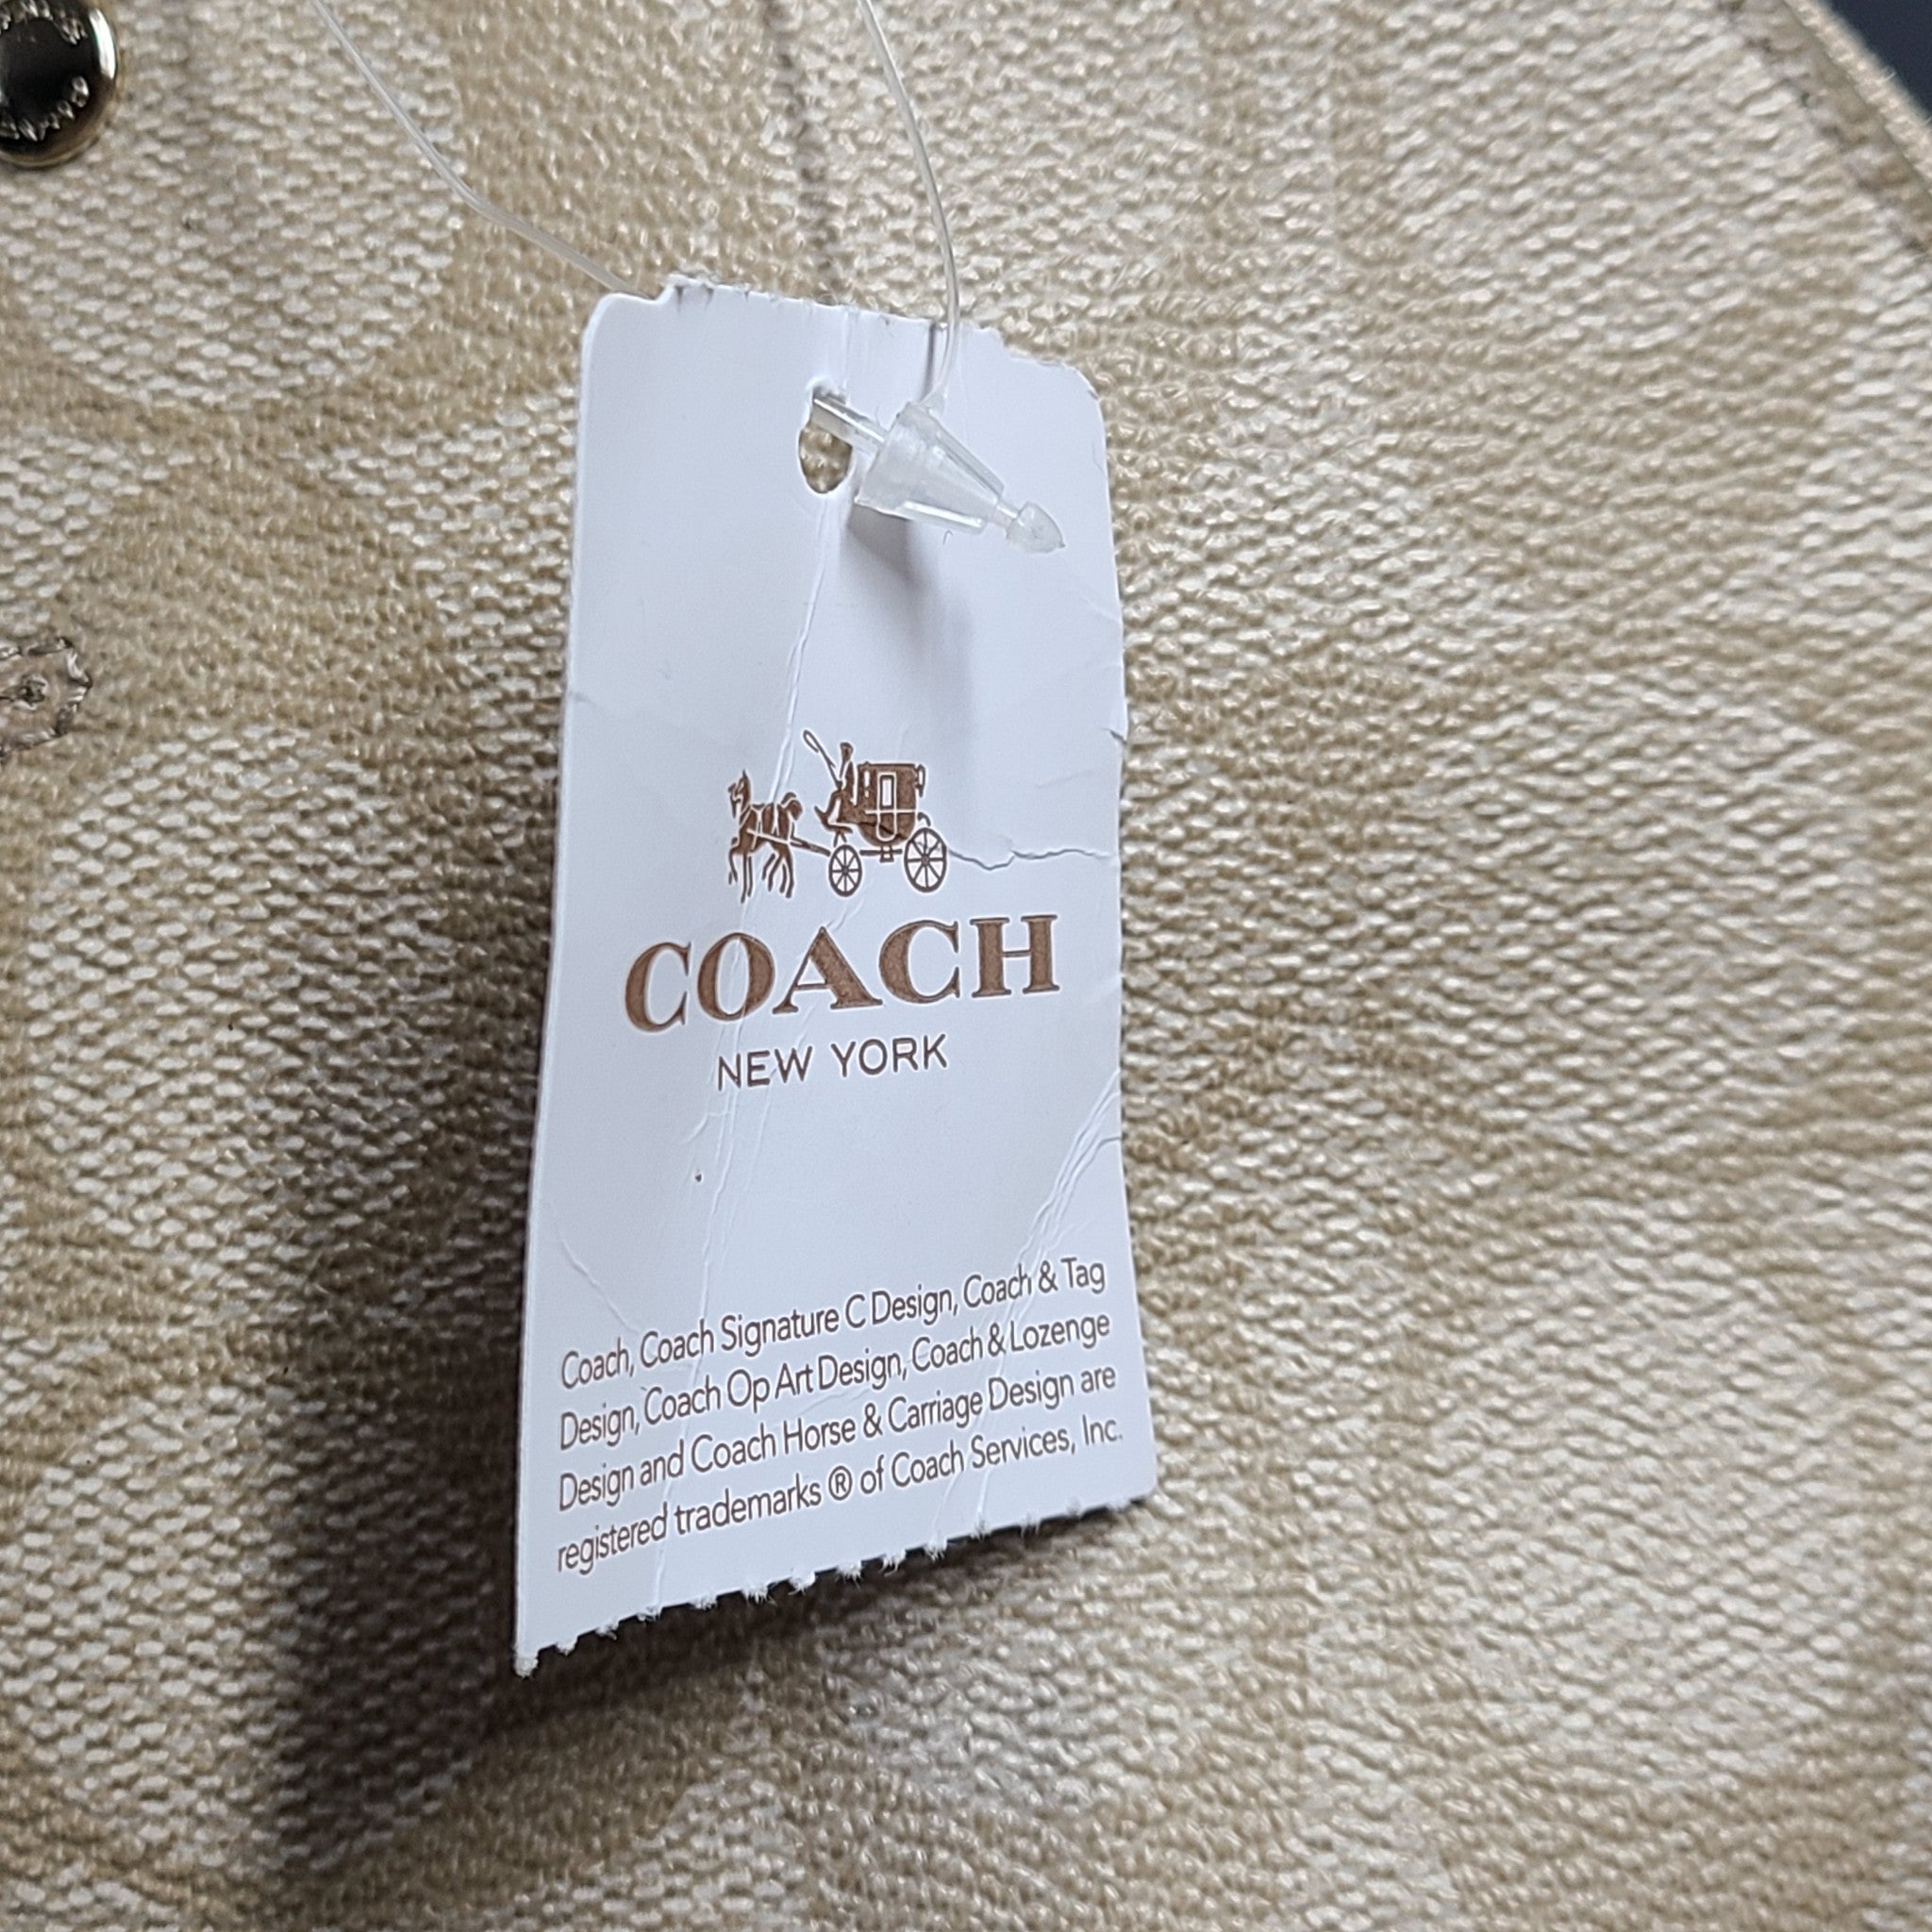 COACH
NEW YORK
Coach, Coach Signature C Design, Coach & Tag
Design, Coach Op Art Design, Coach & Lozenge
Design and Coach Horse & Carriage Design are
registered trademarks ® of Coach Services, Inc.